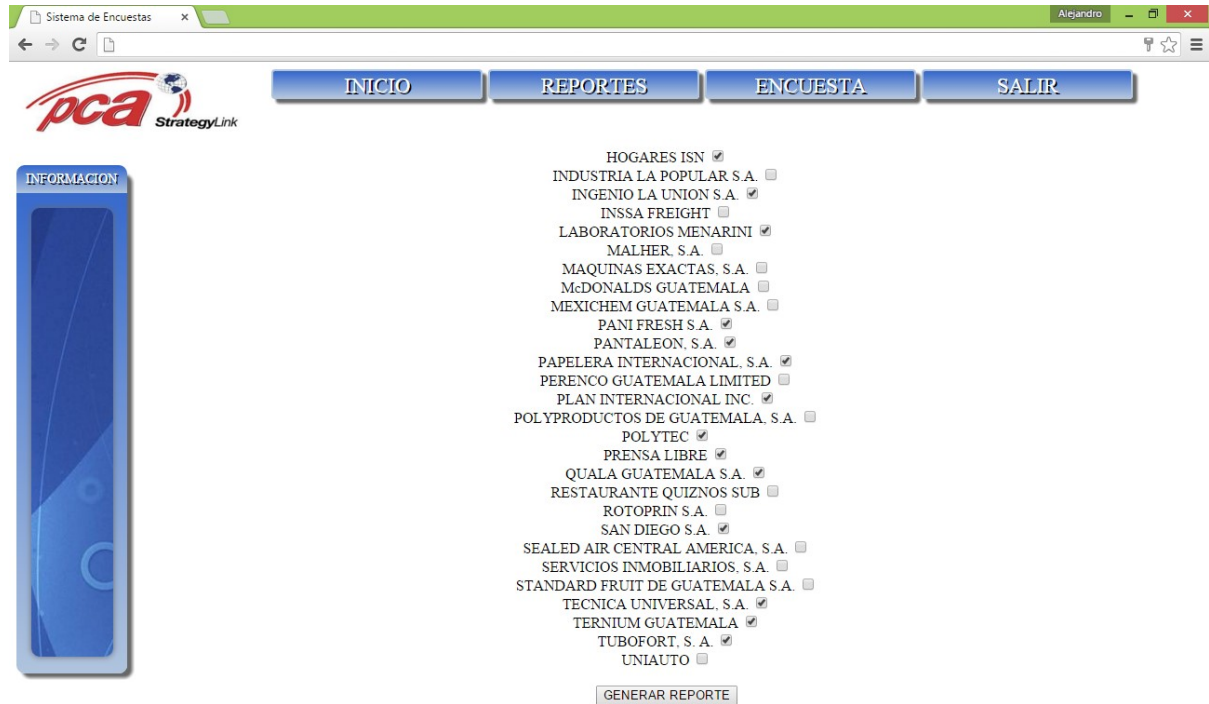 Sistema de Encuestas
Alejandro
pca
StrategyLink
INICIO
REPORTES
ENCUESTA
SALIR
INFORMACION
HOGARES ISN
INDUSTRIA LA POPULAR S.A.
INGENIO LA UNION S.A.
INSSA FREIGHT
LABORATORIOS MENARINI
MALHER, S.A.
MAQUINAS EXACTAS, S.A.
McDONALDS GUATEMALA
MEXICHEM GUATEMALA S.A.
PANI FRESH S.A.
PANTALEON, S.A.
PAPELERA INTERNACIONAL, S.A.
PERENCO GUATEMALA LIMITED
PLAN INTERNACIONAL INC.
POLYPRODUCTOS DE GUATEMALA, S.A.
POLYTEC
PRENSA LIBRE
QUALA GUATEMALA S.A.
RESTAURANTE QUIZNOS SUB
ROTOPRIN S.A.
SAN DIEGO S.A.
SEALED AIR CENTRAL AMERICA, S.A.
SERVICIOS INMOBILIARIOS, S.A.
STANDARD FRUIT DE GUATEMALA S.A.
TECNICA UNIVERSAL, S.A.
TERNIUM GUATEMALA
TUBOFORT, S. A.
UNIAUTO
GENERAR REPORTE